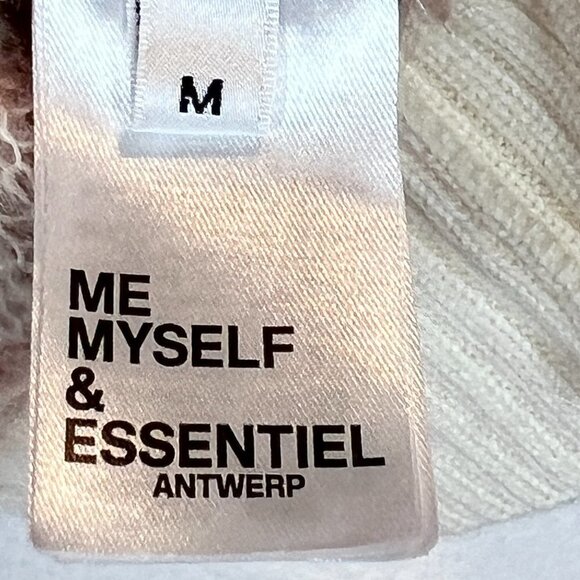 M
ME
MYSELF
&
ESSENTIEL
ANTWERP